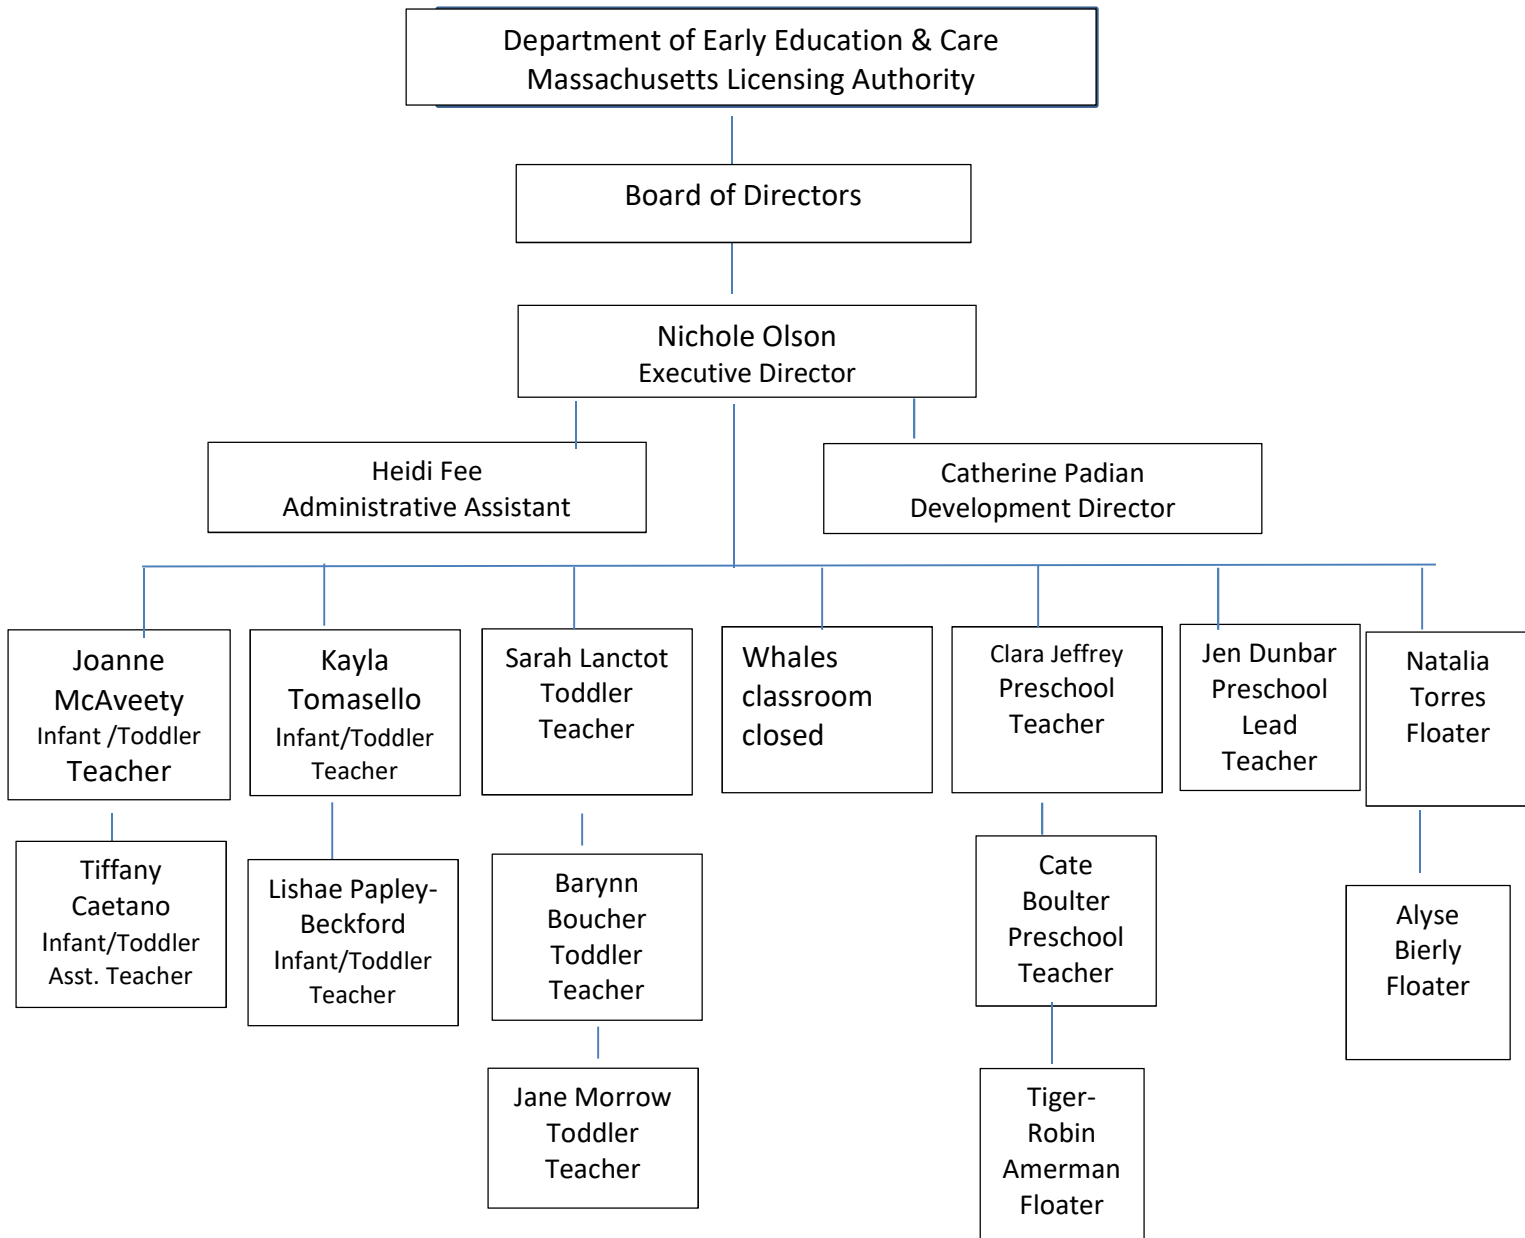 Department of Early Education & Care
Massachusetts Licensing Authority
Board of Directors
Nichole Olson
Executive Director
Heidi Fee
Administrative Assistant
Catherine Padian
Development Director
Joanne
McAveety
Infant /Toddler
Teacher
Kayla
Tomasello
Infant/Toddler
Teacher
Sarah Lanctot
Toddler
Teacher
Whales
classroom
closed
Clara Jeffrey
Preschool
Teacher
Jen Dunbar
Preschool
Lead
Teacher
Natalia
Torres
Floater
Tiffany
Caetano
Infant/Toddler
Asst. Teacher
Lishae Papley-
Beckford
Infant/Toddler
Teacher
Barynn
Boucher
Toddler
Teacher
Cate
Boulter
Preschool
Teacher
Alyse
Bierly
Floater
Jane Morrow
Toddler
Teacher
Tiger-
Robin
Amerman
Floater